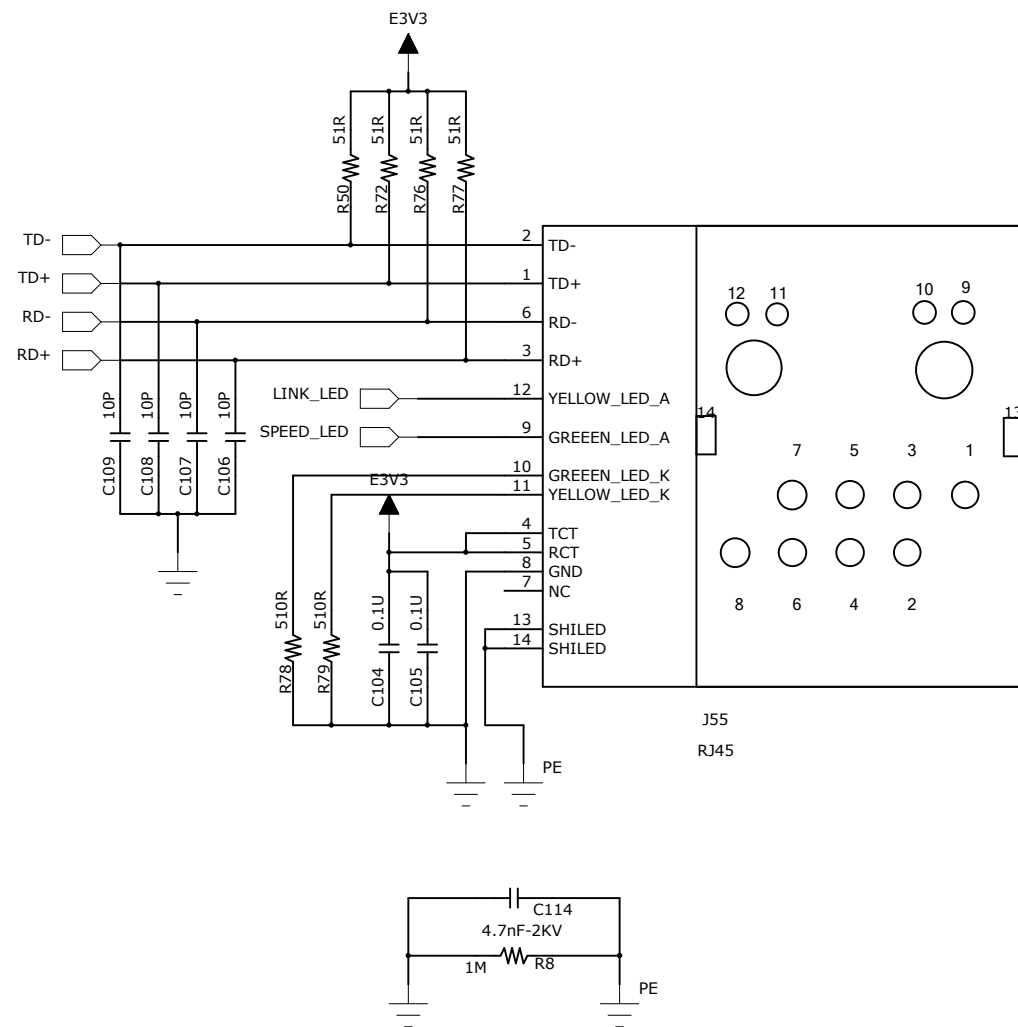 E3V3
51R
51R
51R
51R
R50
R72
R76
R77
TD-
TD+
RD-
RD+
2
TD-
1
TD+
6
RD-
3
RD+
LINK_LED
12
YELLOW_LED_A
SPEED_LED
9
GREEEN_LED_A
10
GREEEN_LED_K
11
YELLOW_LED_K
4
TCT
5
RCT
8
GND
7
NC
13
SHILED
14
SHILED
10P
10P
10P
10P
C109
C108
C107
C106
E3V3
510R
510R
0.1U
0.1U
R78
R79
C104
C105
12
11
10
9
14
13
7
5
3
1
8
6
4
2
J55
RJ45
PE
C114
4.7nF-2KV
1M
R8
PE